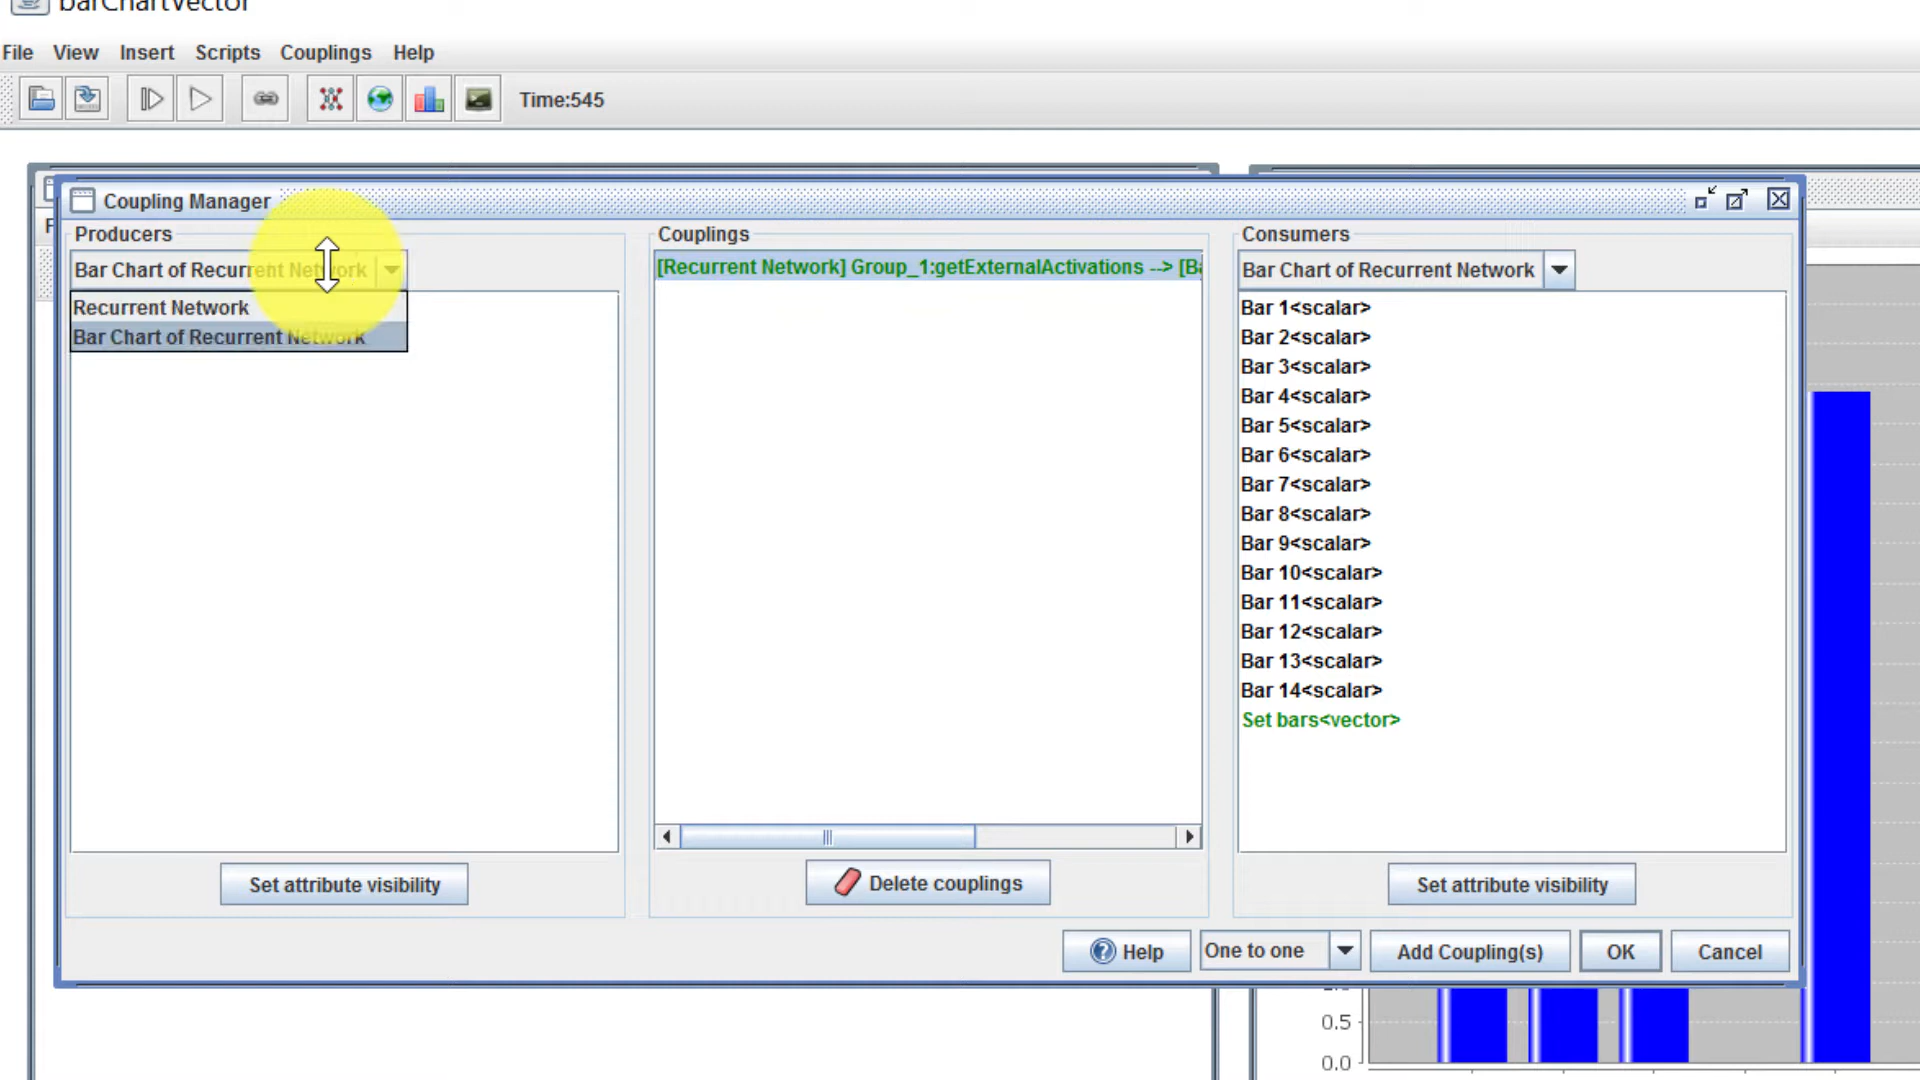 barChartVector
File View Insert Scripts Couplings Help
Time:545
Coupling Manager
Producers
Bar Chart of Recurrent Network
Recurrent Network
Bar Chart of Recurrent Network
Set attribute visibility
Couplings
[Recurrent Network] Group_1:getExternalActivations --> [Ba
Delete couplings
Consumers
Bar Chart of Recurrent Network
Bar 1<scalar>
Bar 2<scalar>
Bar 3<scalar>
Bar 4<scalar>
Bar 5<scalar>
Bar 6<scalar>
Bar 7<scalar>
Bar 8<scalar>
Bar 9<scalar>
Bar 10<scalar>
Bar 11<scalar>
Bar 12<scalar>
Bar 13<scalar>
Bar 14<scalar>
Set bars<vector>
Set attribute visibility
Help One to one Add Coupling(s) OK Cancel
0.5
0.0